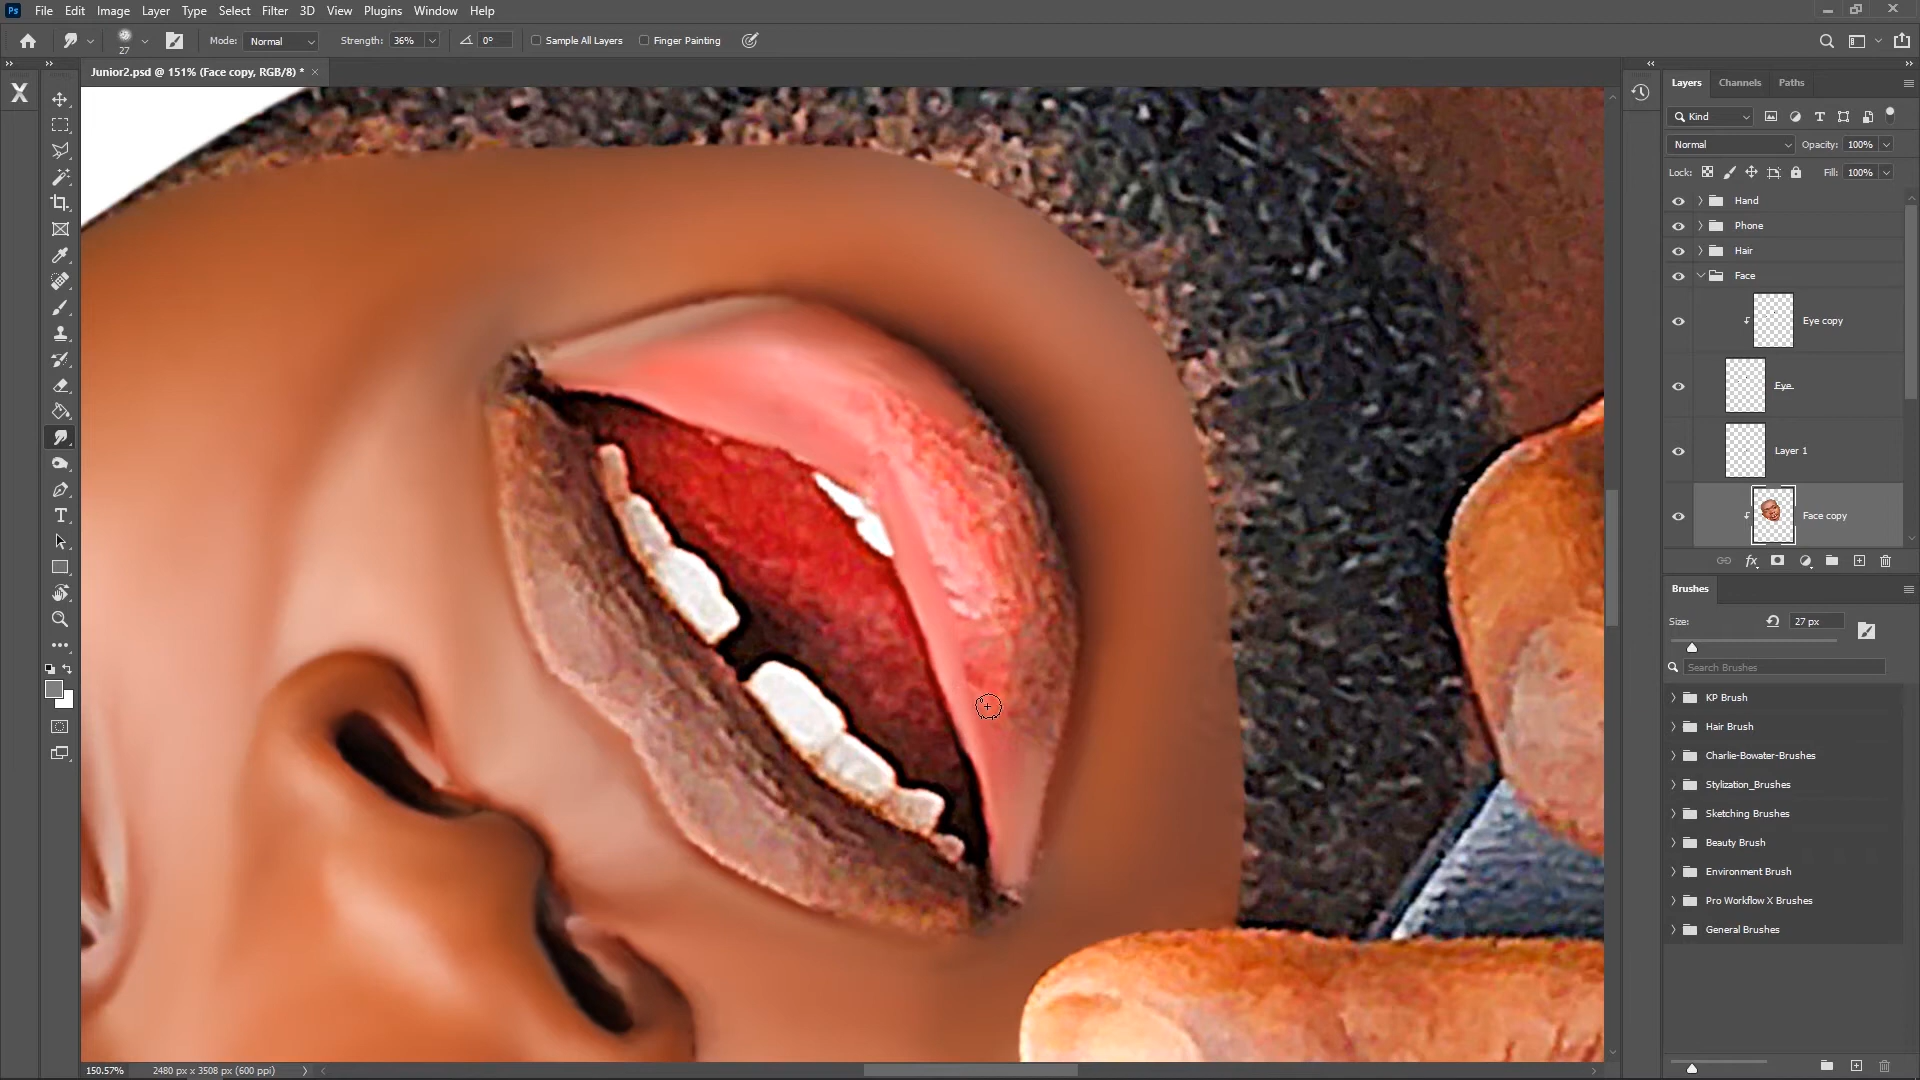 Ps File Edit Image Layer Type Select Filter 3D View Plugins Window Help
27 Mode: Normal Strength: 36% 0° Sample All Layers Finger Painting
Junior2.psd @ 151% (Face copy, RGB/8) * ×
X
T
Layers Channels Paths
Kind T
Normal Opacity: 100%
Lock: Fill: 100%
Hand
Phone
Hair
Face
Eye copy
Eye
Layer 1
Face copy
fx
Brushes
Size: 27 px
Search Brushes
KP Brush
Hair Brush
Charlie-Bowater-Brushes
Stylization_Brushes
Sketching Brushes
Beauty Brush
Environment Brush
Pro Workflow X Brushes
General Brushes
150.57% 2480 px x 3508 px (600 ppi)